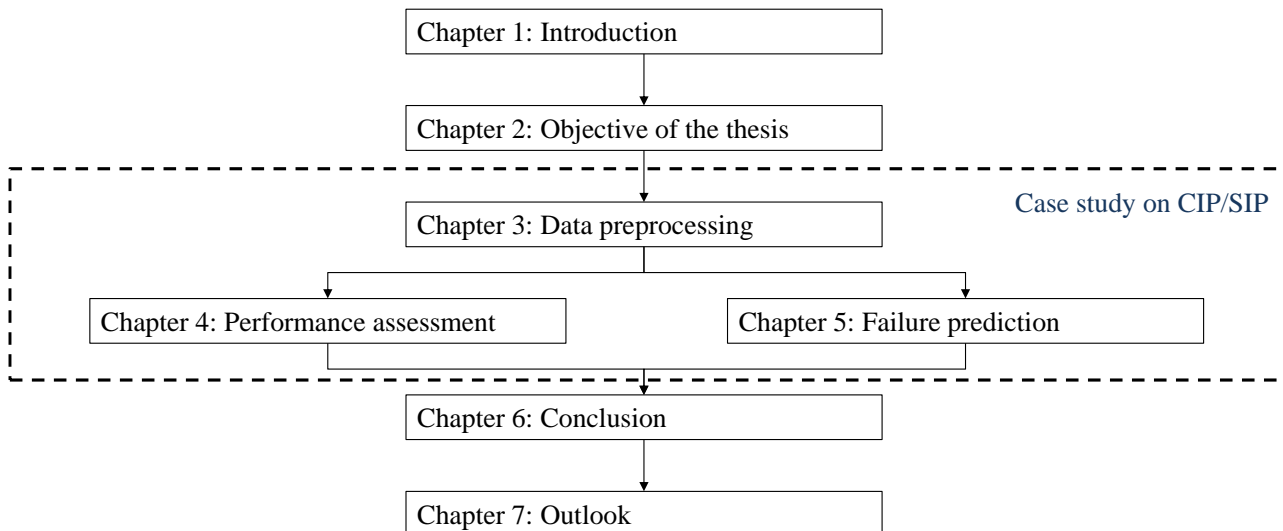 Chapter 1: Introduction
Chapter 2: Objective of the thesis
Case study on CIP/SIP
Chapter 3: Data preprocessing
Chapter 4: Performance assessment
Chapter 5: Failure prediction
Chapter 6: Conclusion
Chapter 7: Outlook